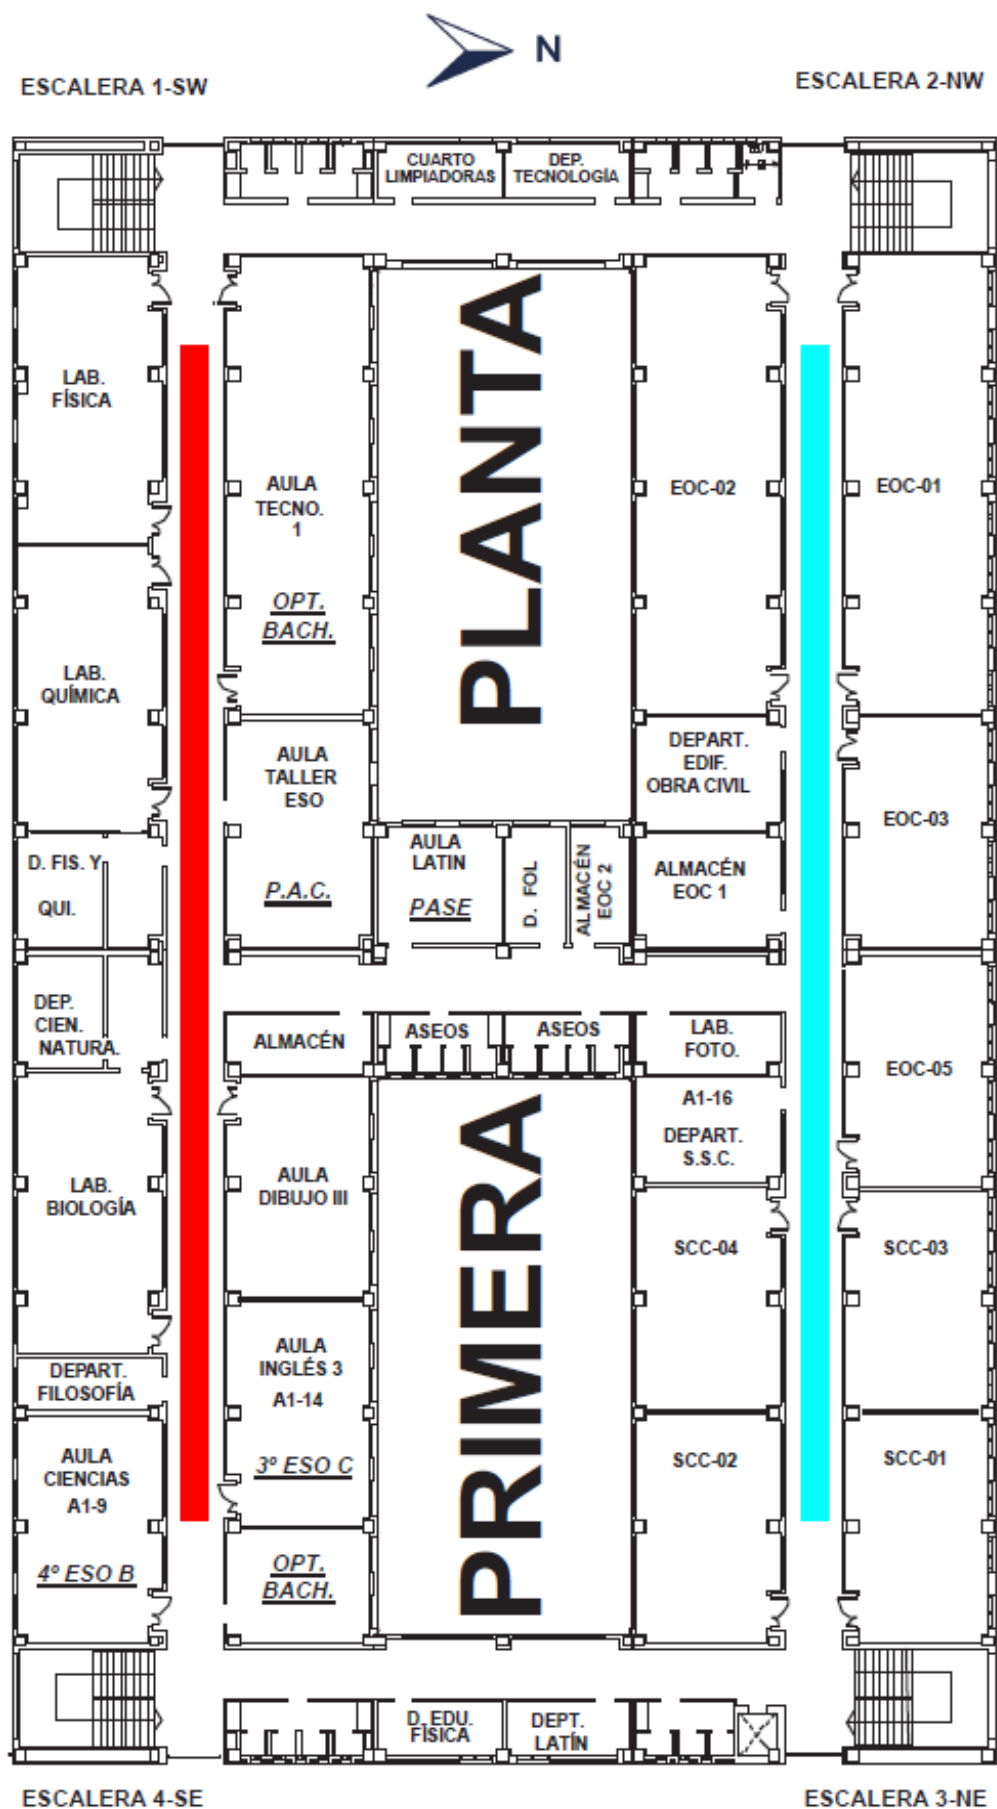 N
ESCALERA 1-SW
ESCALERA 2-NW
CUARTO
LIMPIADORAS
DEP.
TECNOLOGÍA
LAB.
FÍSICA
AULA
TECNO.
1
OPT.
BACH.
PLANTA
EOC-02
EOC-01
LAB.
QUÍMICA
AULA
TALLER
ESO
P.A.C.
DEPART.
EDIF.
OBRA CIVIL
EOC-03
D. FIS. Y
QUI.
AULA
LATIN
PASE
D. FOL
ALMACÉN
EOC 2
ALMACÉN
EOC 1
DEP.
CIEN.
NATURA.
ALMACÉN
ASEOS
ASEOS
LAB.
FOTO.
EOC-05
A1-16
DEPART.
S.S.C.
LAB.
BIOLOGÍA
AULA
DIBUJO III
PRIMERA
SCC-04
SCC-03
DEPART.
FILOSOFÍA
AULA
INGLÉS 3
A1-14
3º ESO C
AULA
CIENCIAS
A1-9
4º ESO B
SCC-02
SCC-01
OPT.
BACH.
D. EDU.
FÍSICA
DEPT.
LATÍN
ESCALERA 4-SE
ESCALERA 3-NE